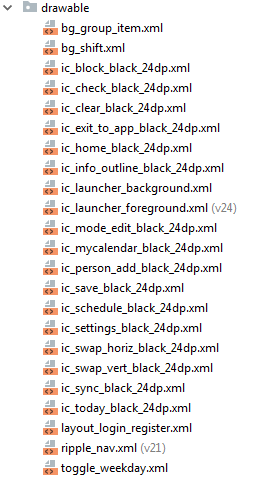 drawable
bg_group_item.xml
bg_shift.xml
ic_block_black_24dp.xml
ic_check_black_24dp.xml
ic_clear_black_24dp.xml
ic_exit_to_app_black_24dp.xml
ic_home_black_24dp.xml
ic_info_outline_black_24dp.xml
ic_launcher_background.xml
ic_launcher_foreground.xml (v24)
ic_mode_edit_black_24dp.xml
ic_mycalendar_black_24dp.xml
ic_person_add_black_24dp.xml
ic_save_black_24dp.xml
ic_schedule_black_24dp.xml
ic_settings_black_24dp.xml
ic_swap_horiz_black_24dp.xml
ic_swap_vert_black_24dp.xml
ic_sync_black_24dp.xml
ic_today_black_24dp.xml
layout_login_register.xml
ripple_nav.xml (v21)
toggle_weekday.xml